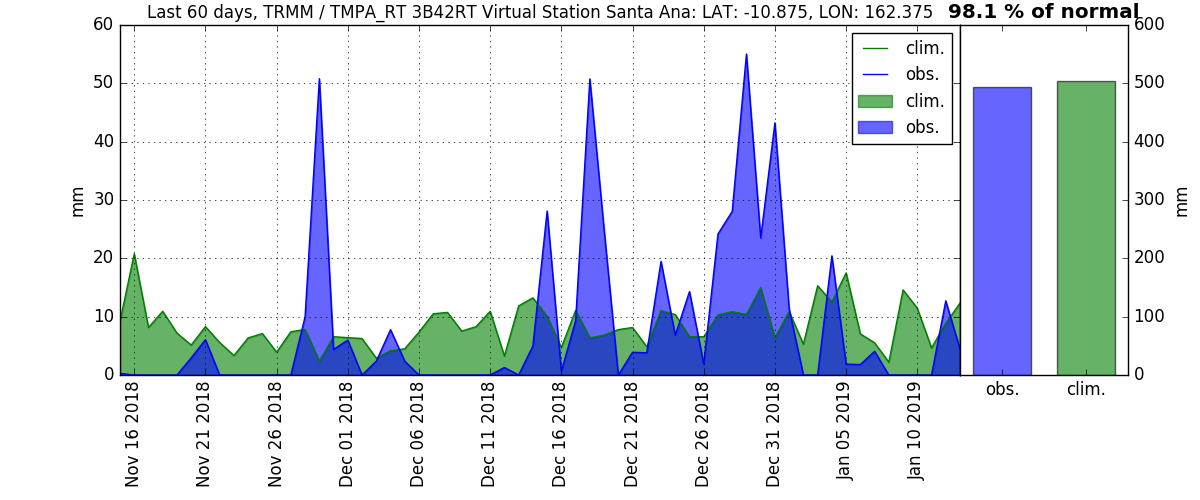 Last 60 days, TRMM / TMPA_RT 3B42RT Virtual Station Santa Ana: LAT: -10.875, LON: 162.375 98.1 % of normal
60
50
40
30
20
10
0
mm
clim.
obs.
clim.
obs.
600
500
400
300
200
100
0
mm
obs.
clim.
Nov 16 2018
Nov 21 2018
Nov 26 2018
Dec 01 2018
Dec 06 2018
Dec 11 2018
Dec 16 2018
Dec 21 2018
Dec 26 2018
Dec 31 2018
Jan 05 2019
Jan 10 2019